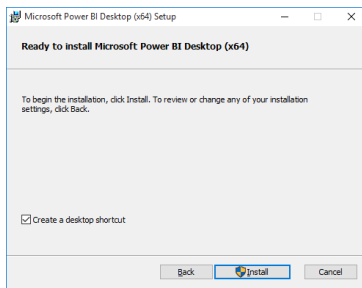 Microsoft Power BI Desktop (x64) Setup
Ready to install Microsoft Power BI Desktop (x64)
To begin the installation, click Install. To review or change any of your installation
settings, click Back.
Create a desktop shortcut
Back Install Cancel